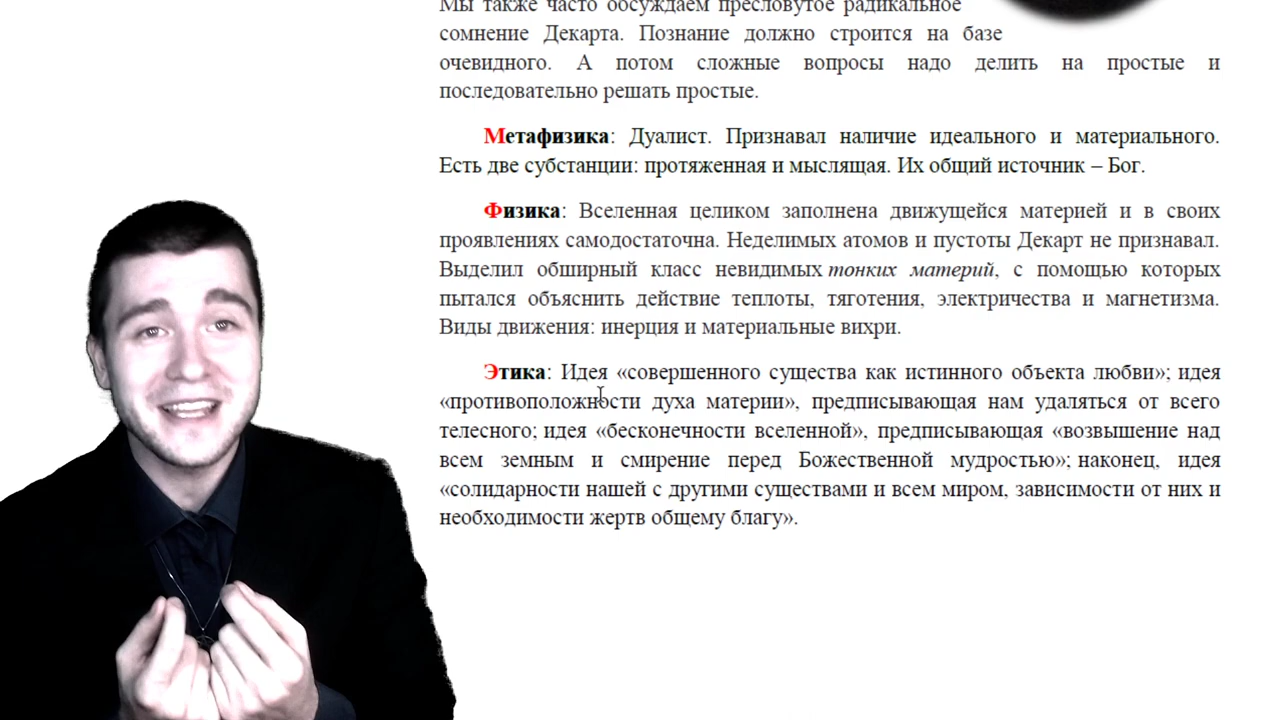 Мы также часто обсуждаем пресловутое радикальное
сомнение Декарта. Познание должно строится на базе
очевидного. А потом сложные вопросы надо делить на простые и
последовательно решать простые.
Метафизика: Дуалист. Признавал наличие идеального и материального.
Есть две субстанции: протяженная и мыслящая. Их общий источник – Бог.
Физика: Вселенная целиком заполнена движущейся материей и в своих
проявлениях самодостаточна. Неделимых атомов и пустоты Декарт не признавал.
Выделил обширный класс невидимых тонких материй, с помощью которых
пытался объяснить действие теплоты, тяготения, электричества и магнетизма.
Виды движения: инерция и материальные вихри.
Этика: Идея «совершенного существа как истинного объекта любви»; идея
«противоположности духа материи», предписывающая нам удаляться от всего
телесного; идея «бесконечности вселенной», предписывающая «возвышение над
всем земным и смирение перед Божественной мудростью»; наконец, идея
«солидарности нашей с другими существами и всем миром, зависимости от них и
необходимости жертв общему благу».